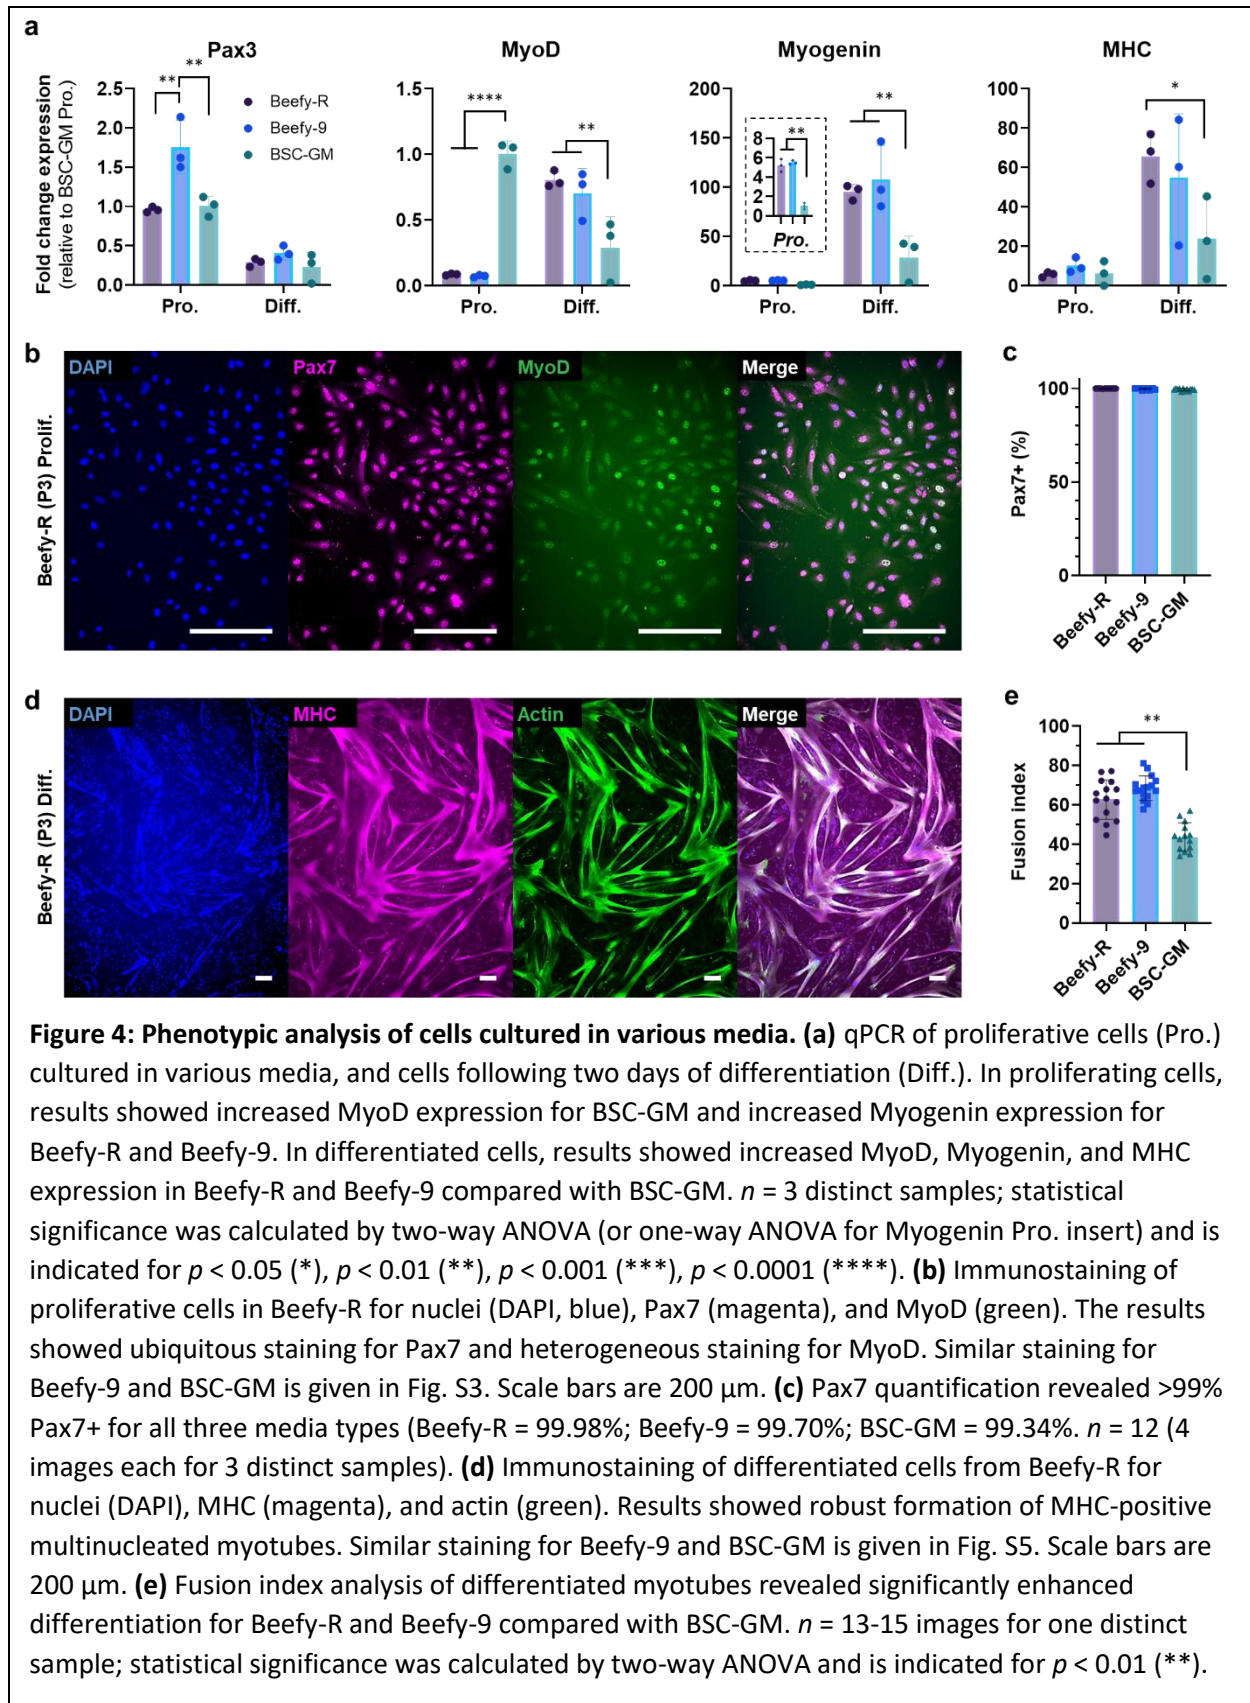 a
Pax3
MyoD
Myogenin
MHC
Fold change expression
(relative to BSC-GM Pro.)
2.5
2.0
1.5
1.0
0.5
0.0
**
**
Beefy-R
Beefy-9
BSC-GM
Pro.
Diff.
1.5
1.0
0.5
0.0
****
**
Pro.
Diff.
200
150
100
50
0
8
6
4
2
0
**
Pro.
**
Pro.
Diff.
100
80
60
40
20
0
*
Pro.
Diff.
b
Beefy-R (P3) Prolif.
DAPI
Pax7
MyoD
Merge
c
Pax7+ (%)
100
50
0
Beefy-R
Beefy-9
BSC-GM
d
Beefy-R (P3) Diff.
DAPI
MHC
Actin
Merge
e
Fusion index
100
80
60
40
20
0
**
Beefy-R
Beefy-9
BSC-GM
Figure 4: Phenotypic analysis of cells cultured in various media. (a) qPCR of proliferative cells (Pro.)
cultured in various media, and cells following two days of differentiation (Diff.). In proliferating cells,
results showed increased MyoD expression for BSC-GM and increased Myogenin expression for
Beefy-R and Beefy-9. In differentiated cells, results showed increased MyoD, Myogenin, and MHC
expression in Beefy-R and Beefy-9 compared with BSC-GM. n = 3 distinct samples; statistical
significance was calculated by two-way ANOVA (or one-way ANOVA for Myogenin Pro. insert) and is
indicated for p < 0.05 (*), p < 0.01 (**), p < 0.001 (***), p < 0.0001 (****). (b) Immunostaining of
proliferative cells in Beefy-R for nuclei (DAPI, blue), Pax7 (magenta), and MyoD (green). The results
showed ubiquitous staining for Pax7 and heterogeneous staining for MyoD. Similar staining for
Beefy-9 and BSC-GM is given in Fig. S3. Scale bars are 200 μm. (c) Pax7 quantification revealed >99%
Pax7+ for all three media types (Beefy-R = 99.98%; Beefy-9 = 99.70%; BSC-GM = 99.34%. n = 12 (4
images each for 3 distinct samples). (d) Immunostaining of differentiated cells from Beefy-R for
nuclei (DAPI), MHC (magenta), and actin (green). Results showed robust formation of MHC-positive
multinucleated myotubes. Similar staining for Beefy-9 and BSC-GM is given in Fig. S5. Scale bars are
200 μm. (e) Fusion index analysis of differentiated myotubes revealed significantly enhanced
differentiation for Beefy-R and Beefy-9 compared with BSC-GM. n = 13-15 images for one distinct
sample; statistical significance was calculated by two-way ANOVA and is indicated for p < 0.01 (**).